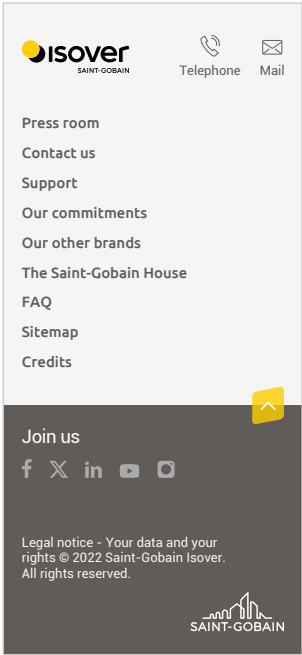 isover
SAINT-GOBAIN
Telephone
Mail
Press room
Contact us
Support
Our commitments
Our other brands
The Saint-Gobain House
FAQ
Sitemap
Credits
Join us
Legal notice - Your data and your
rights © 2022 Saint-Gobain Isover.
All rights reserved.
SAINT-GOBAIN